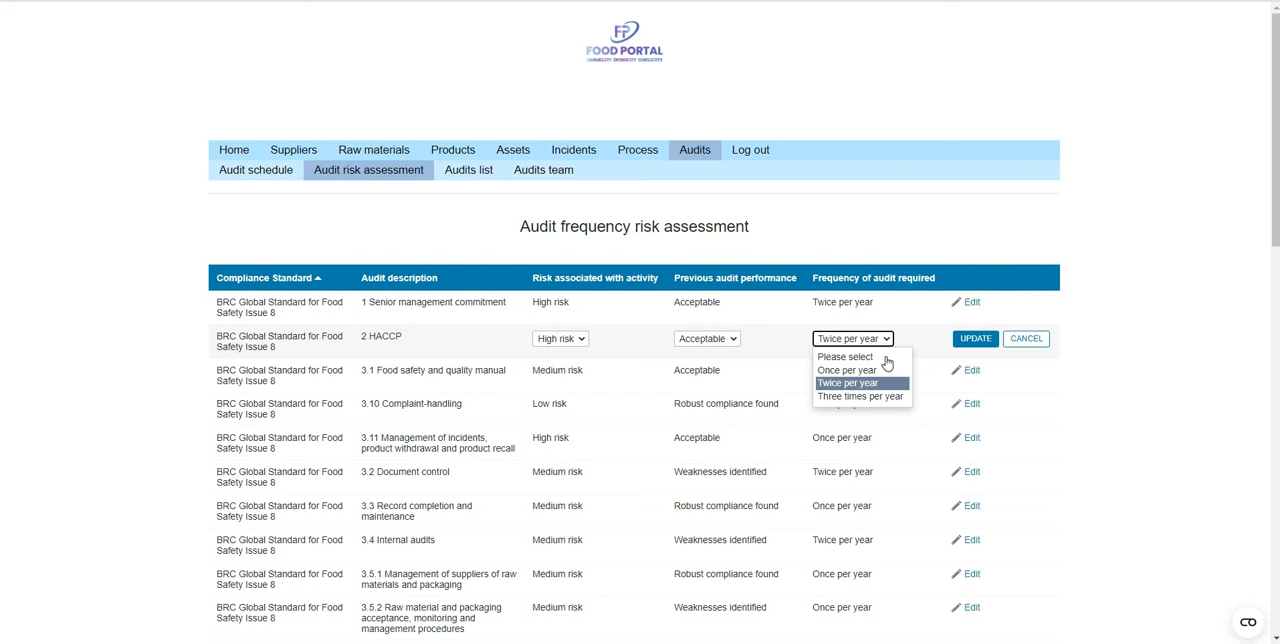 FP
FOOD PORTAL
CAPABILITY INTEGRITY SIMPLICITY
Home Suppliers Raw materials Products Assets Incidents Process Audits Log out
Audit schedule Audit risk assessment Audits list Audits team
Audit frequency risk assessment
Compliance Standard Audit description Risk associated with activity Previous audit performance Frequency of audit required
BRC Global Standard for Food 1 Senior management commitment High risk Acceptable Twice per year Edit
Safety Issue 8
BRC Global Standard for Food 2 HACCP High risk Acceptable Twice per year UPDATE CANCEL
Safety Issue 8
Please select
BRC Global Standard for Food 3.1 Food safety and quality manual Medium risk Acceptable Once per year Edit
Safety Issue 8
Twice per year
Three times per year
BRC Global Standard for Food 3.10 Complaint-handling Low risk Robust compliance found Edit
Safety Issue 8
BRC Global Standard for Food 3.11 Management of incidents, High risk Acceptable Once per year Edit
Safety Issue 8 product withdrawal and product recall
BRC Global Standard for Food 3.2 Document control Medium risk Weaknesses identified Twice per year Edit
Safety Issue 8
BRC Global Standard for Food 3.3 Record completion and Medium risk Robust compliance found Once per year Edit
Safety Issue 8 maintenance
BRC Global Standard for Food 3.4 Internal audits Medium risk Weaknesses identified Twice per year Edit
Safety Issue 8
BRC Global Standard for Food 3.5.1 Management of suppliers of raw Medium risk Robust compliance found Once per year Edit
Safety Issue 8 materials and packaging
BRC Global Standard for Food 3.5.2 Raw material and packaging Medium risk Weaknesses identified Once per year Edit
Safety Issue 8 acceptance, monitoring and
management procedures